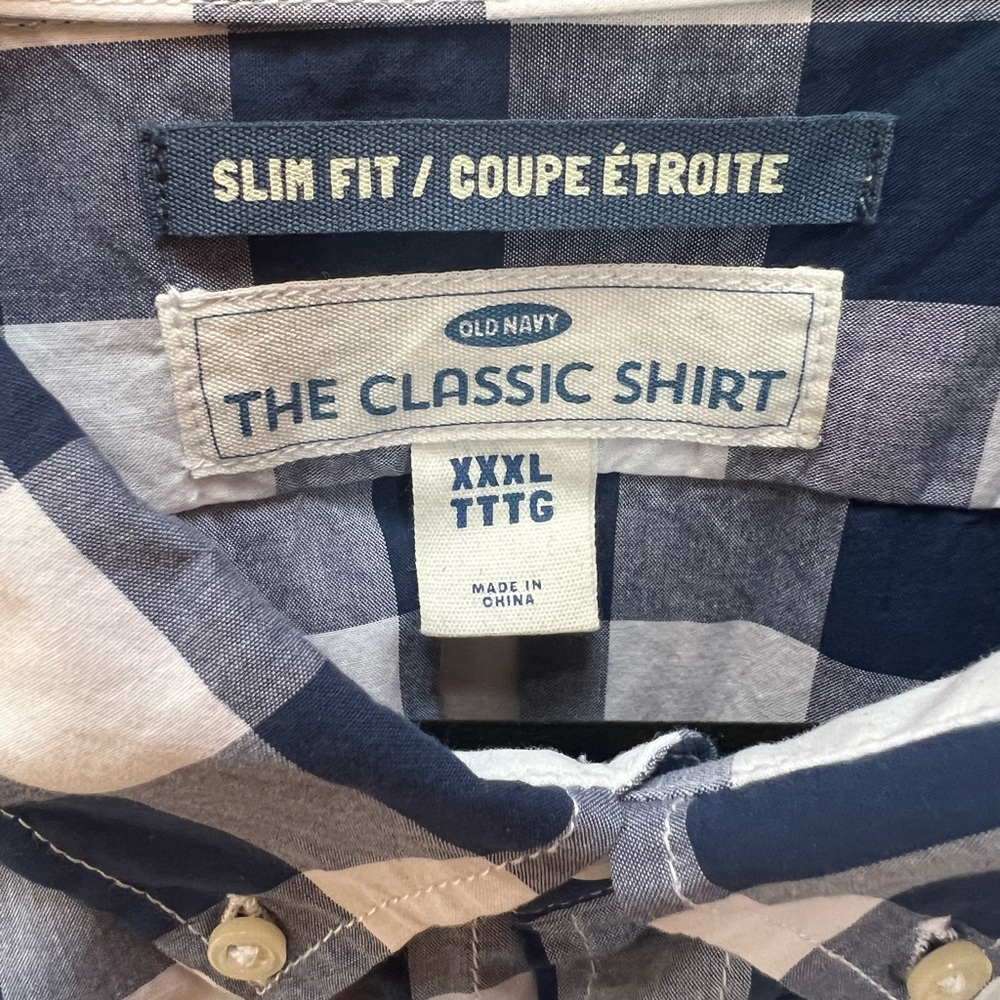 SLIM FIT / COUPE ÉTROITE
OLD NAVY
THE CLASSIC SHIRT
XXXL
TTTG
MADE IN
CHINA